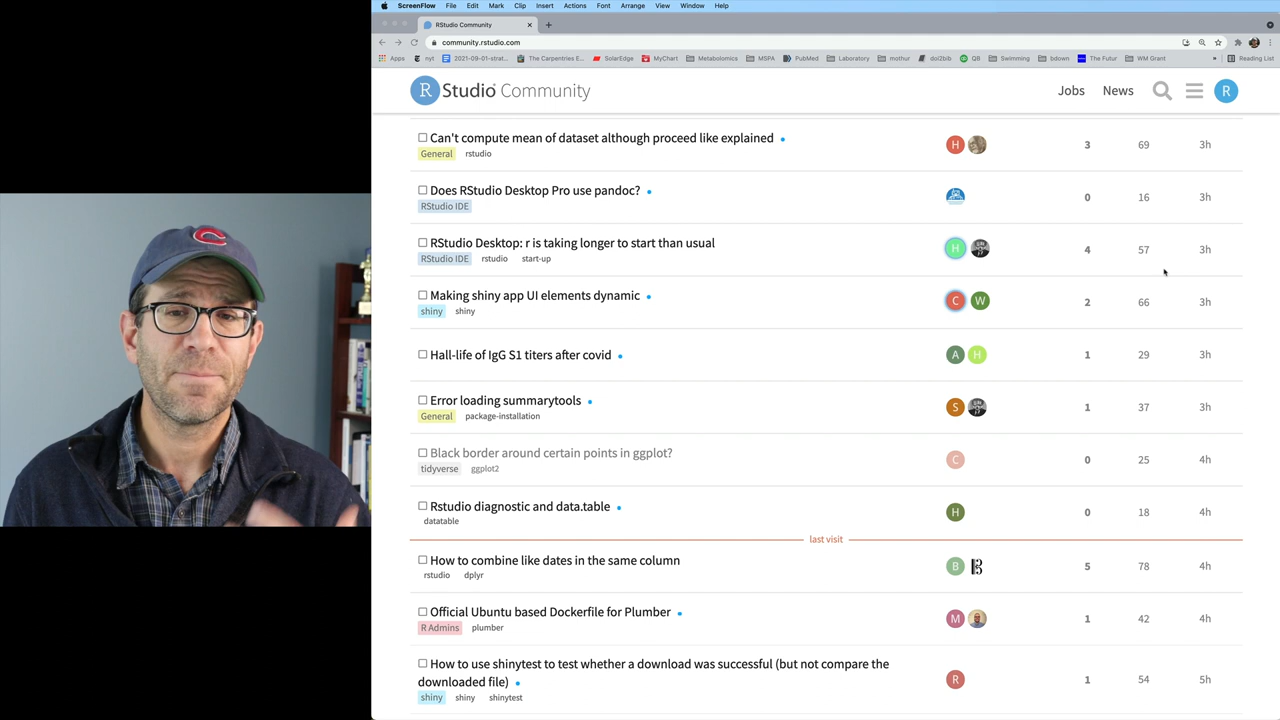 ScreenFlow File Edit Mark Clip Insert Actions Font Arrange View Window Help
RStudio Community
community.rstudio.com
Apps nyt 2021-09-01-strat... The Carpentries E... SolarEdge MyChart Metabolomics MSPA PubMed Laboratory mothur doi2bib QB Swimming bdown The Futur WM Grant » Reading List
R Studio Community Jobs News R
Can't compute mean of dataset although proceed like explained
General rstudio
H 3 69 3h
Does RStudio Desktop Pro use pandoc?
RStudio IDE
0 16 3h
RStudio Desktop: r is taking longer to start than usual
RStudio IDE rstudio start-up
H 4 57 3h
Making shiny app UI elements dynamic
shiny shiny
C W 2 66 3h
Hall-life of IgG S1 titers after covid
A H 1 29 3h
Error loading summarytools
General package-installation
S 1 37 3h
Black border around certain points in ggplot?
tidyverse ggplot2
C 0 25 4h
Rstudio diagnostic and data.table
datatable
H 0 18 4h
last visit
How to combine like dates in the same column
rstudio dplyr
B 5 78 4h
Official Ubuntu based Dockerfile for Plumber
R Admins plumber
M 1 42 4h
How to use shinytest to test whether a download was successful (but not compare the
downloaded file)
shiny shiny shinytest
R 1 54 5h